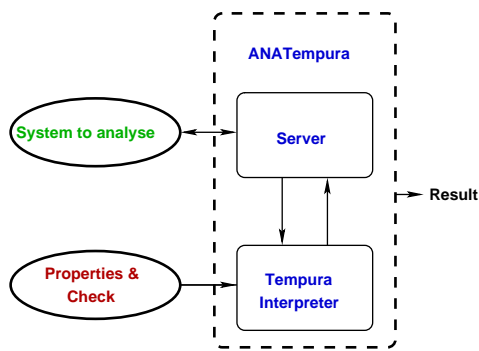 ANATempura
System to analyse
Server
Result
Properties &
Check
Tempura
Interpreter